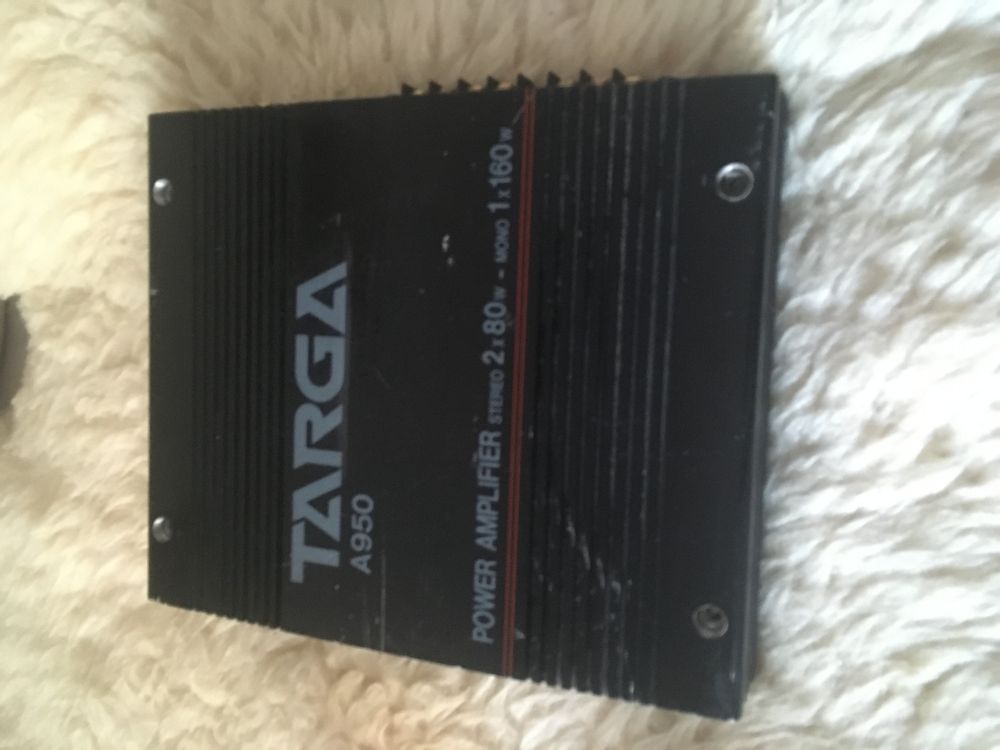 TARGA
A950
POWER AMPLIFIER STEREO 2 x 80 W - MONO 1 x 160 W